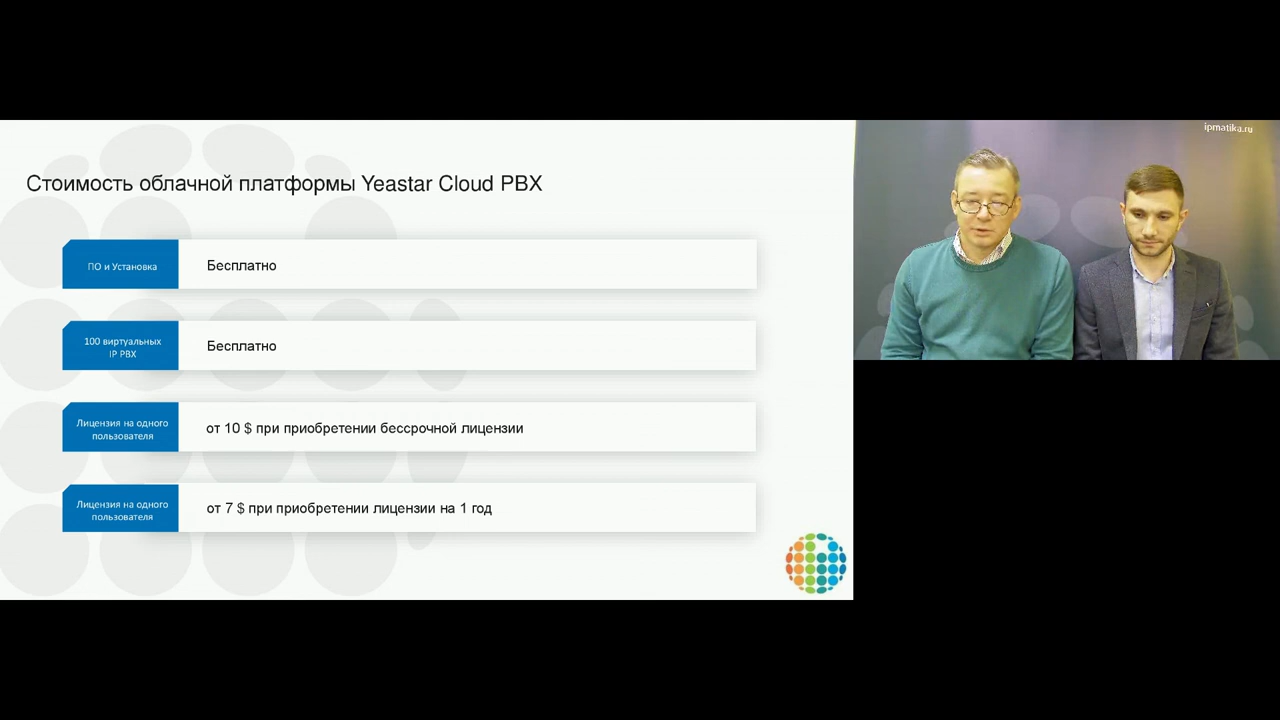 ipmatika.ru
Стоимость облачной платформы Yeastar Cloud PBX
ПО и Установка
Бесплатно
100 виртуальных
IP PBX
Бесплатно
Лицензия на одного
пользователя
от 10 $ при приобретении бессрочной лицензии
Лицензия на одного
пользователя
от 7 $ при приобретении лицензии на 1 год